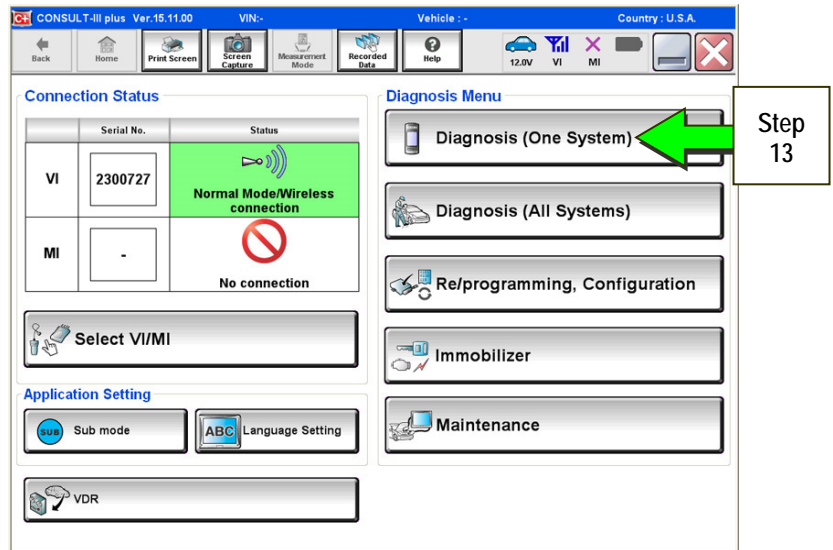 CONSULT-III plus Ver.15.11.00 VIN:- Vehicle : - Country : U.S.A.
Back
Home
Print Screen
Screen
Capture
Measurement
Mode
Recorded
Data
Help
12.0V
VI
MI
Connection Status
Serial No. Status
VI
2300727
Normal Mode/Wireless
connection
MI
-
No connection
Select VI/MI
Application Setting
SUB
Sub mode
ABC
Language Setting
VDR
Diagnosis Menu
Diagnosis (One System)
Diagnosis (All Systems)
Re/programming, Configuration
Immobilizer
Maintenance
Step
13